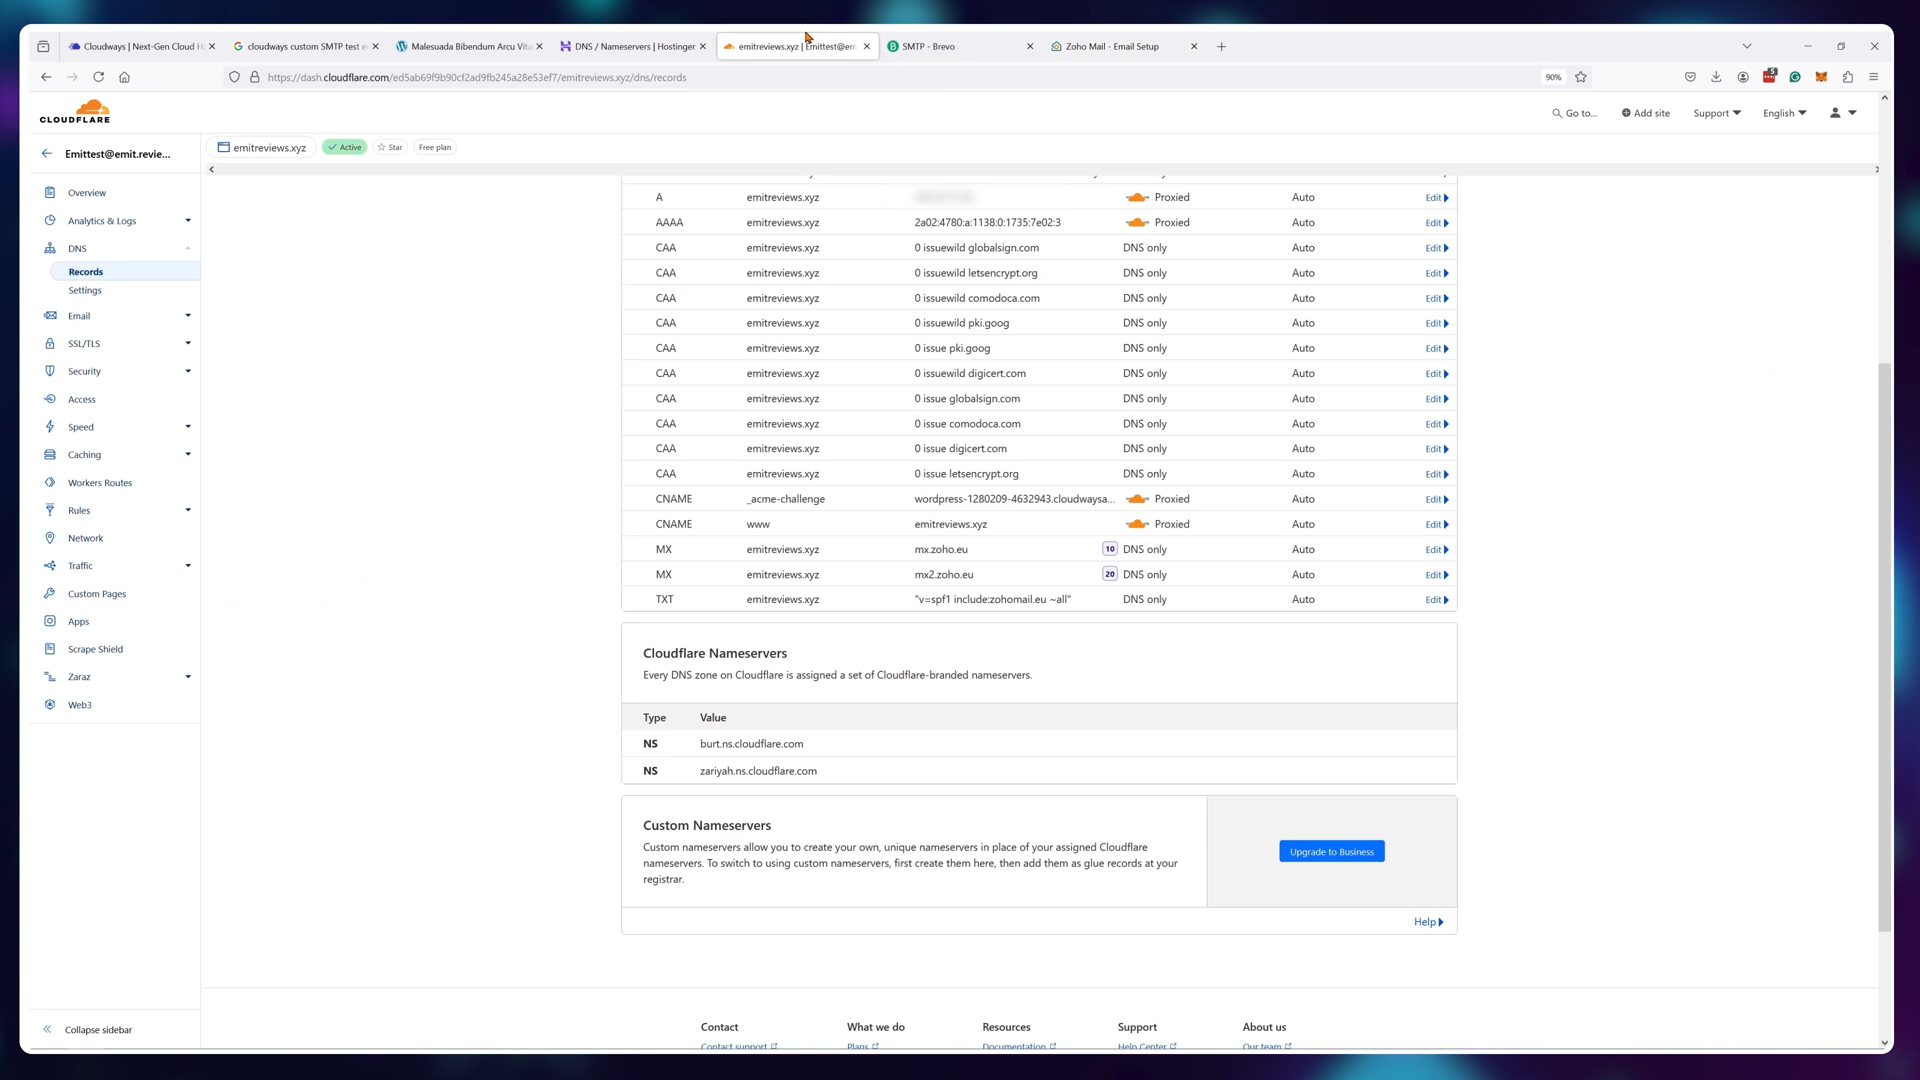 Cloudways | Next-Gen Cloud H
cloudways custom SMTP test e
Malesuada Bibendum Arcu Vita
DNS / Nameservers | Hostinger
emitreviews.xyz | Emittest@em
SMTP - Brevo
Zoho Mail - Email Setup
https://dash.cloudflare.com/ed5ab69f9b90cf2ad9fb245a28e53ef7/emitreviews.xyz/dns/records
90%
CLOUDFLARE
Go to...
Add site
Support
English
Emittest@emit.revie...
emitreviews.xyz
Active
Star
Free plan
Overview
Analytics & Logs
DNS
Records
Settings
Email
SSL/TLS
Security
Access
Speed
Caching
Workers Routes
Rules
Network
Traffic
Custom Pages
Apps
Scrape Shield
Zaraz
Web3
Collapse sidebar
A emitreviews.xyz Proxied Auto Edit
AAAA emitreviews.xyz 2a02:4780:a:1138:0:1735:7e02:3 Proxied Auto Edit
CAA emitreviews.xyz 0 issuewild globalsign.com DNS only Auto Edit
CAA emitreviews.xyz 0 issuewild letsencrypt.org DNS only Auto Edit
CAA emitreviews.xyz 0 issuewild comodoca.com DNS only Auto Edit
CAA emitreviews.xyz 0 issuewild pki.goog DNS only Auto Edit
CAA emitreviews.xyz 0 issue pki.goog DNS only Auto Edit
CAA emitreviews.xyz 0 issuewild digicert.com DNS only Auto Edit
CAA emitreviews.xyz 0 issue globalsign.com DNS only Auto Edit
CAA emitreviews.xyz 0 issue comodoca.com DNS only Auto Edit
CAA emitreviews.xyz 0 issue digicert.com DNS only Auto Edit
CAA emitreviews.xyz 0 issue letsencrypt.org DNS only Auto Edit
CNAME _acme-challenge wordpress-1280209-4632943.cloudwaysa... Proxied Auto Edit
CNAME www emitreviews.xyz Proxied Auto Edit
MX emitreviews.xyz mx.zoho.eu 10 DNS only Auto Edit
MX emitreviews.xyz mx2.zoho.eu 20 DNS only Auto Edit
TXT emitreviews.xyz "v=spf1 include:zohomail.eu ~all" DNS only Auto Edit
Cloudflare Nameservers
Every DNS zone on Cloudflare is assigned a set of Cloudflare-branded nameservers.
Type Value
NS burt.ns.cloudflare.com
NS zariyah.ns.cloudflare.com
Custom Nameservers
Custom nameservers allow you to create your own, unique nameservers in place of your assigned Cloudflare
nameservers. To switch to using custom nameservers, first create them here, then add them as glue records at your
registrar.
Upgrade to Business
Help
Contact What we do Resources Support About us
Contact support Plans Documentation Help Center Our team